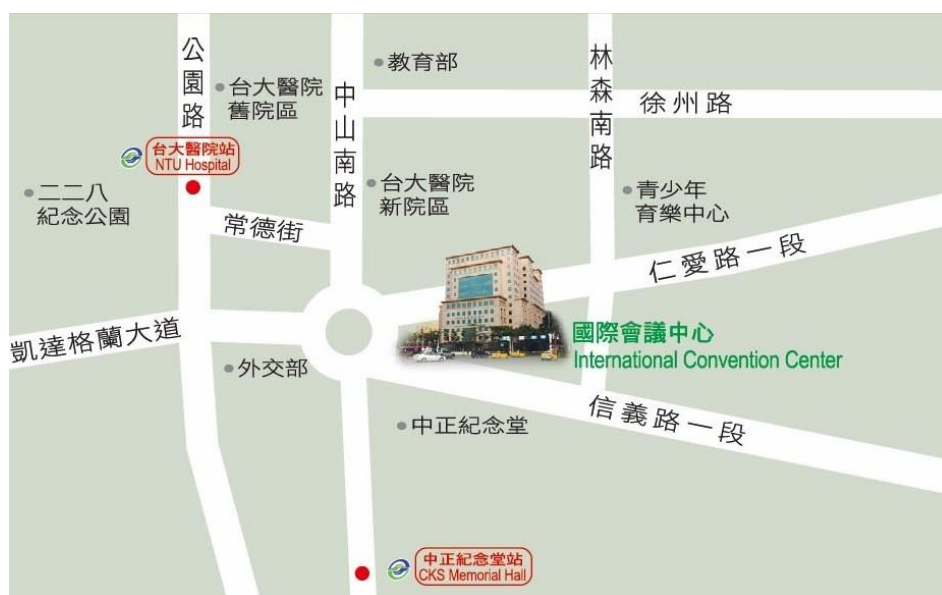 公園路
台大醫院
舊院區
中山南路
教育部
林森南路
徐州路
台大醫院站
NTU Hospital
二二八
紀念公園
常德街
台大醫院
新院區
青少年
育樂中心
仁愛路一段
凱達格蘭大道
外交部
國際會議中心
International Convention Center
信義路一段
中正紀念堂
中正紀念堂站
CKS Memorial Hall